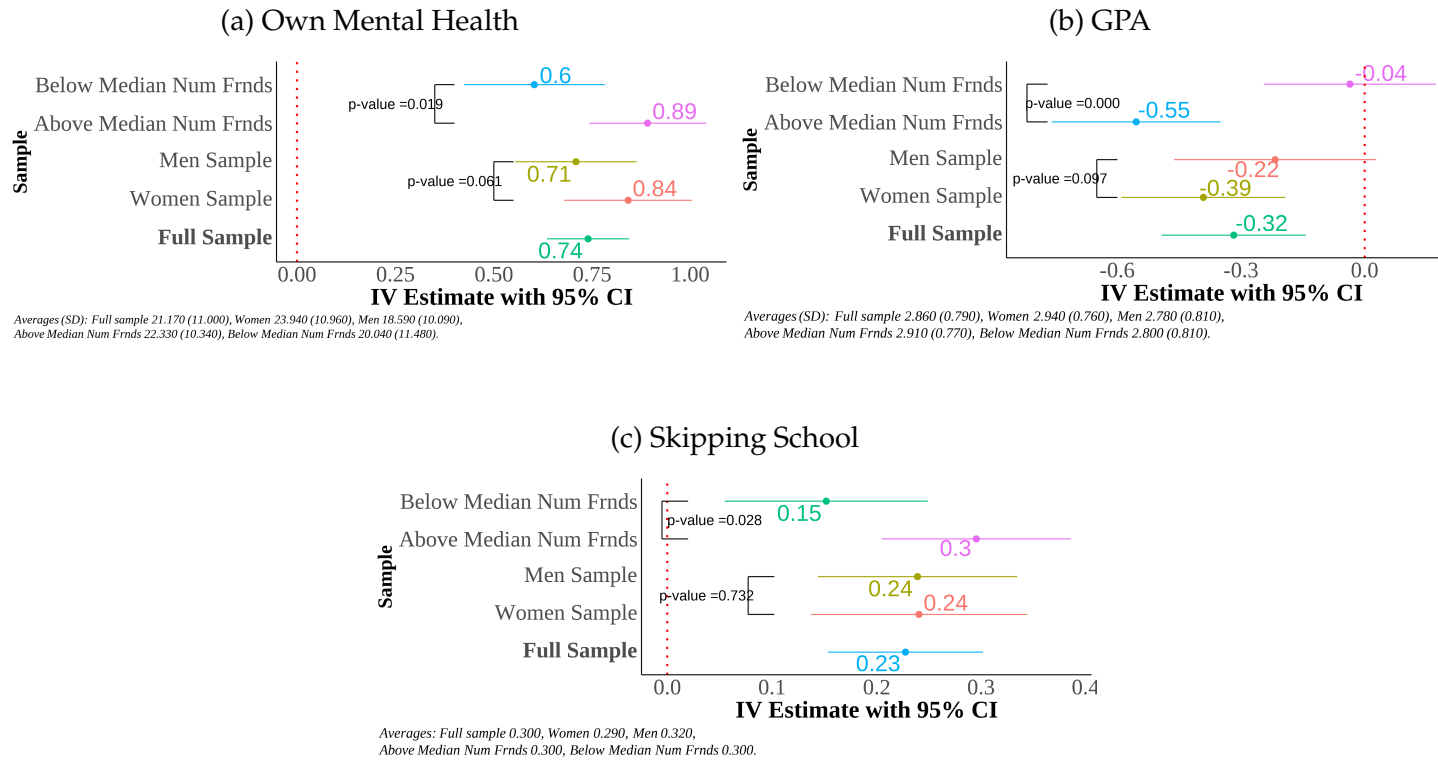 (a) Own Mental Health
Below Median Num Frnds
Above Median Num Frnds
Men Sample
Women Sample
Full Sample
Sample
0.6
p-value =0.019
0.89
0.71
p-value =0.061
0.84
0.74
0.00 0.25 0.50 0.75 1.00
IV Estimate with 95% CI
Averages (SD): Full sample 21.170 (11.000), Women 23.940 (10.960), Men 18.590 (10.090),
Above Median Num Frnds 22.330 (10.340), Below Median Num Frnds 20.040 (11.480).
(b) GPA
Below Median Num Frnds
Above Median Num Frnds
Men Sample
Women Sample
Full Sample
Sample
-0.04
p-value =0.000
-0.55
-0.22
p-value =0.097
-0.39
-0.32
-0.6 -0.3 0.0
IV Estimate with 95% CI
Averages (SD): Full sample 2.860 (0.790), Women 2.940 (0.760), Men 2.780 (0.810),
Above Median Num Frnds 2.910 (0.770), Below Median Num Frnds 2.800 (0.810).
(c) Skipping School
Below Median Num Frnds
Above Median Num Frnds
Men Sample
Women Sample
Full Sample
Sample
0.15
p-value =0.028
0.3
0.24
p-value =0.732
0.24
0.23
0.0 0.1 0.2 0.3 0.4
IV Estimate with 95% CI
Averages: Full sample 0.300, Women 0.290, Men 0.320,
Above Median Num Frnds 0.300, Below Median Num Frnds 0.300.